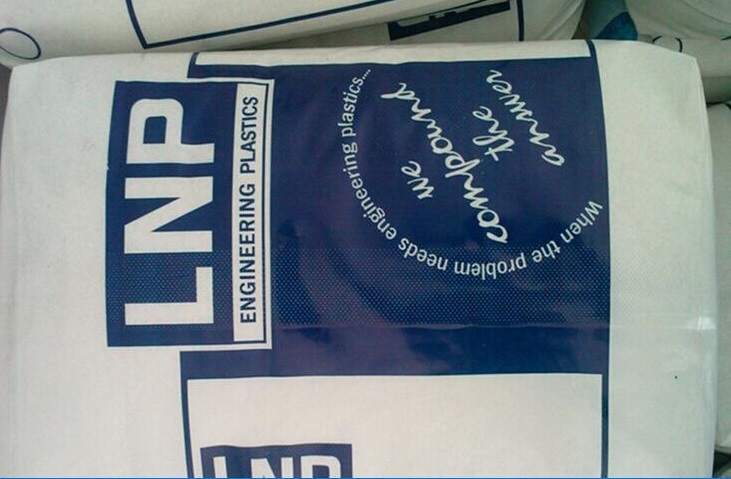 LNP
ENGINEERING PLASTICS
When the problem needs engineering plastics...
we
compound
the
answer
LNP